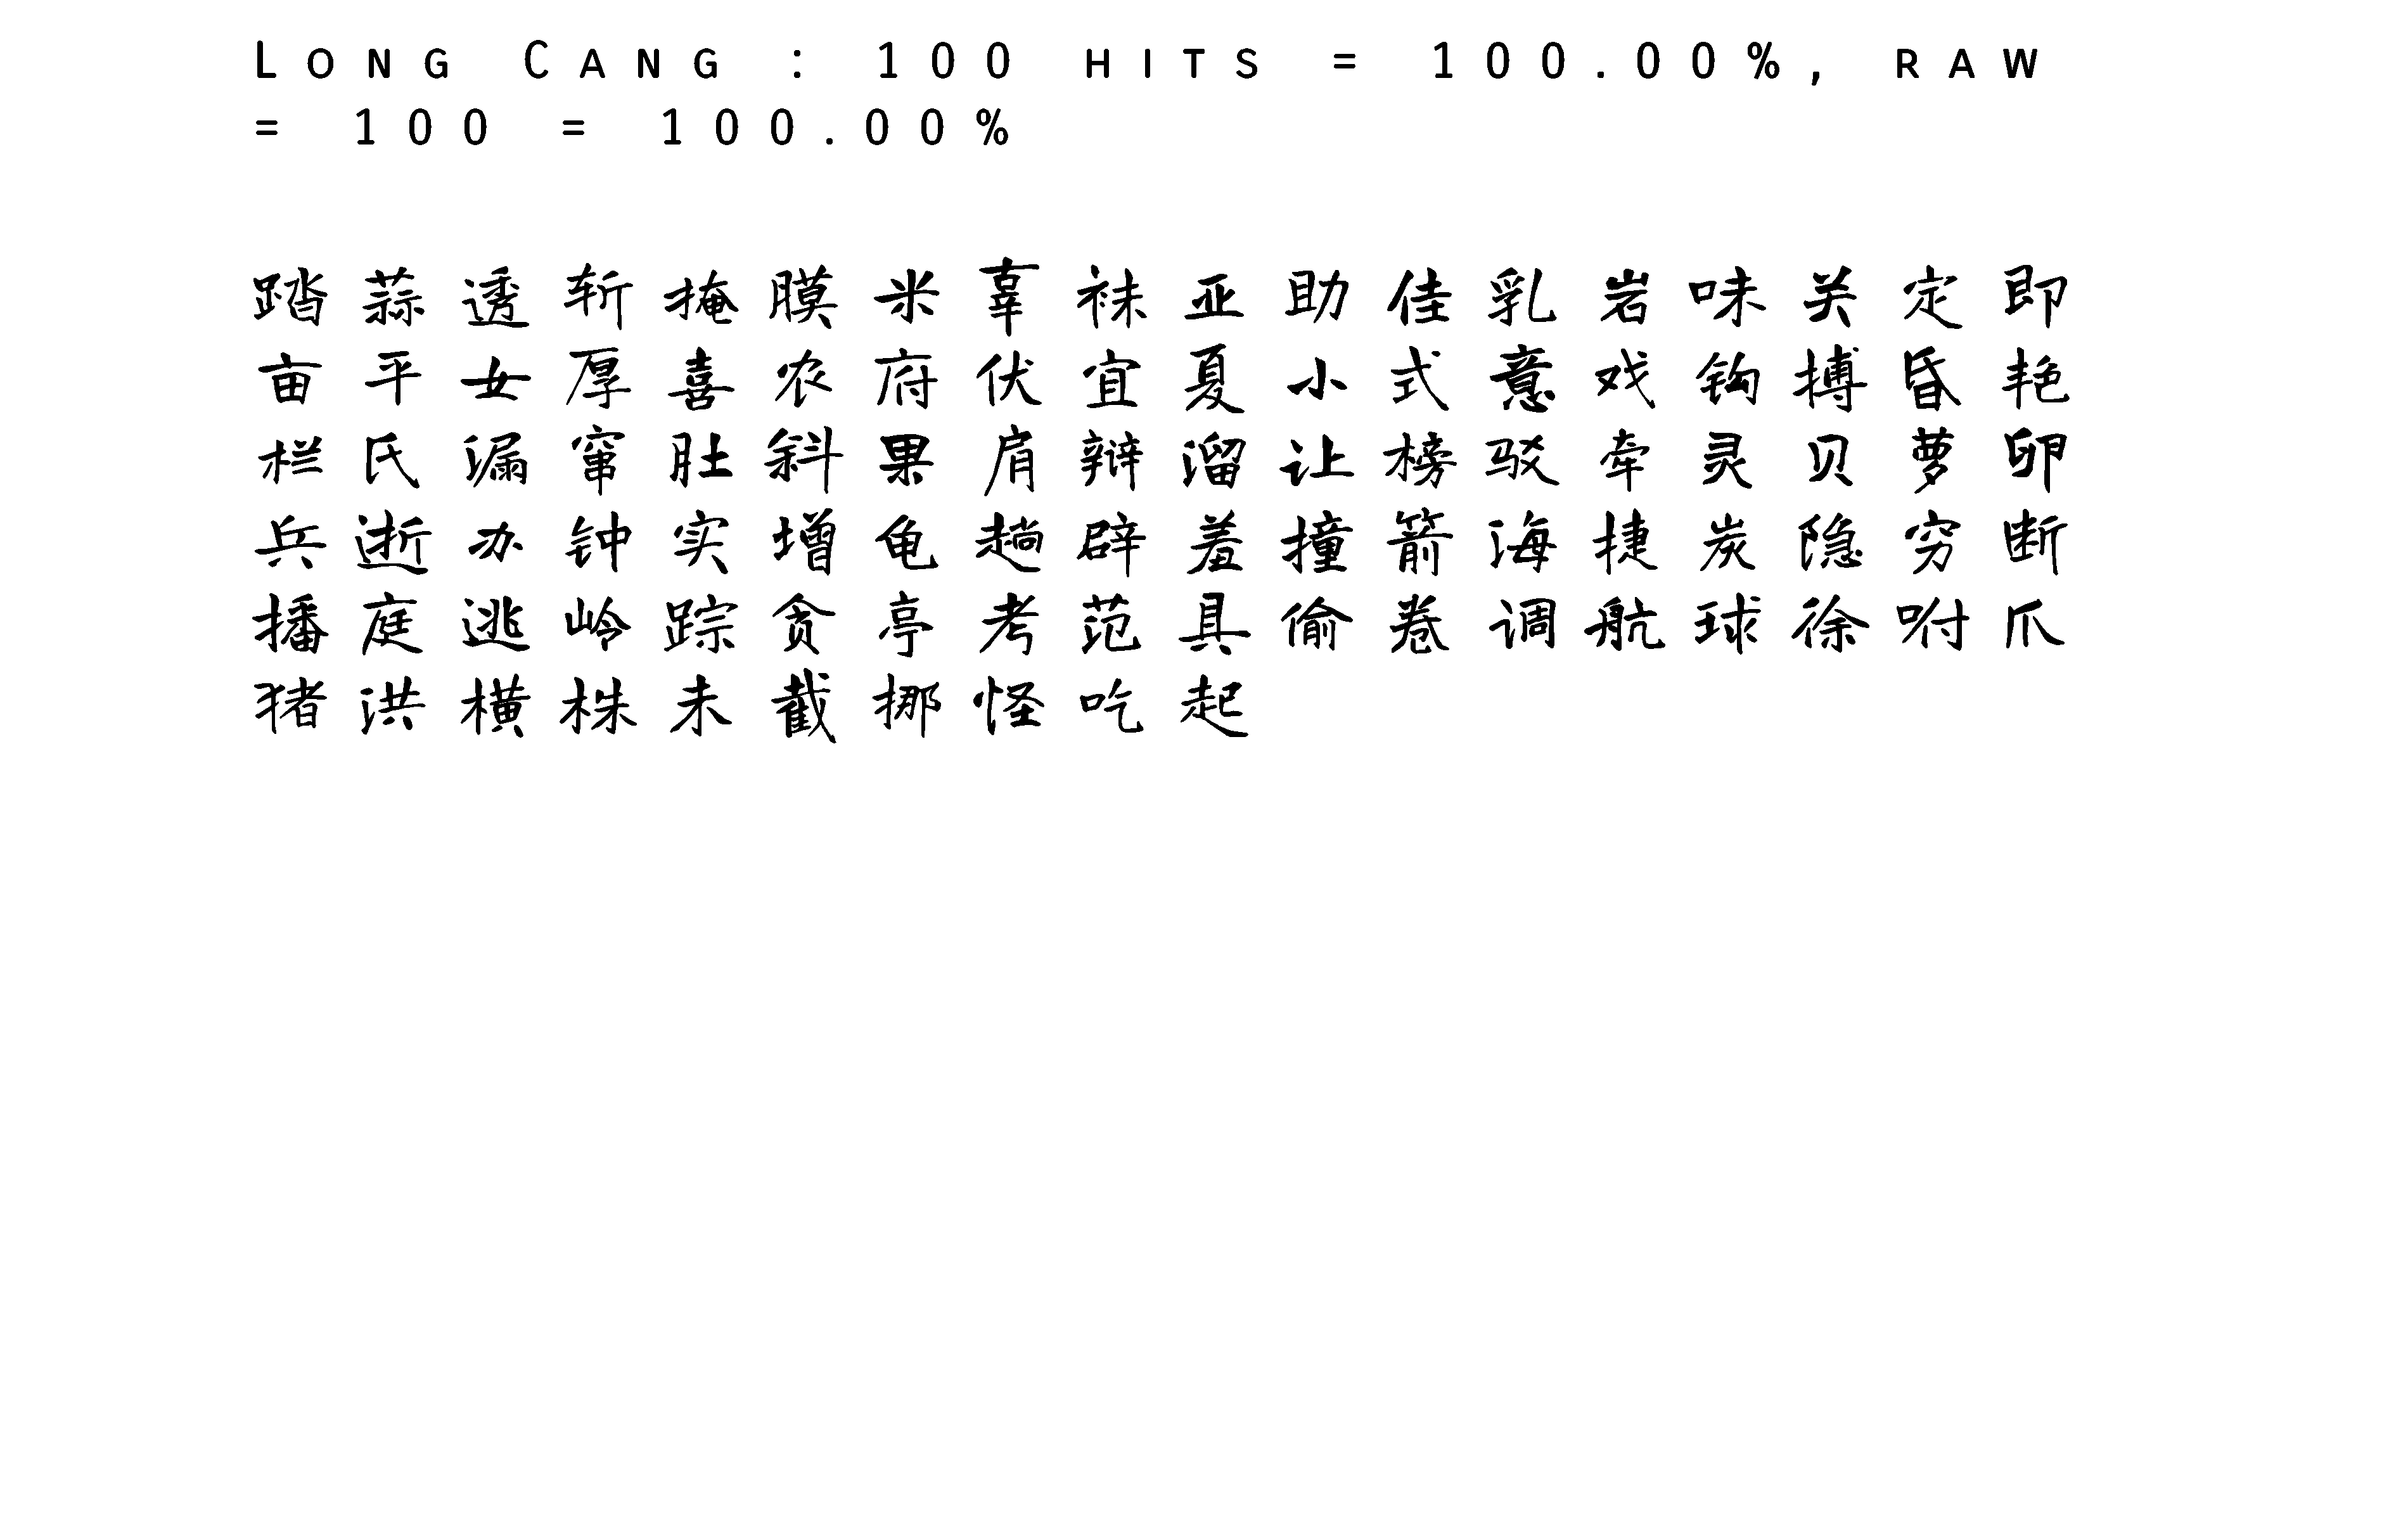 Long Cang : 100 hits = 100.00%, raw
= 100 = 100.00%
踏蒜透斩掩膜米辜袜亚助佳乳岩味关定即
亩平女厚喜农府伏宜夏小式意戏钩搏昏艳
栏氏漏窜肚斜果肩辩溜让榜驳牵灵贝萝卵
兵逝办钟实增龟趟辟羞撞箭海捷炭隐穷断
播庭逃岭踪贪亭考范具偷卷调航球徐咐爪
猪洪横株未截挪怪吃起